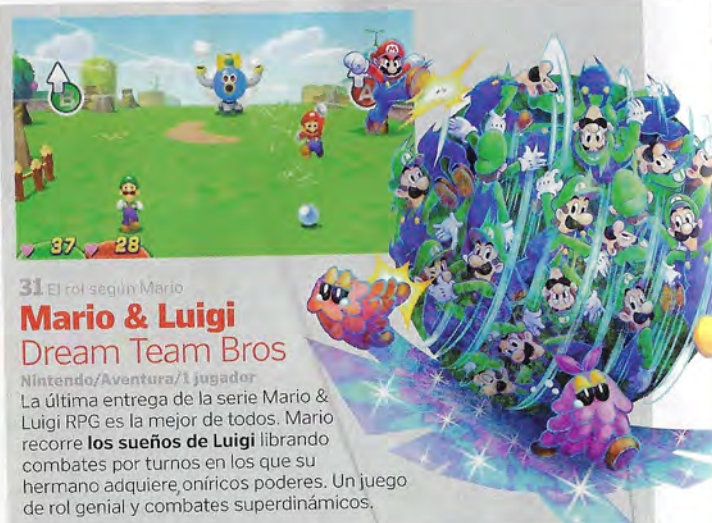 B
A
37 28
31 El rol según Mario
Mario & Luigi
Dream Team Bros
Nintendo/Aventura/1 jugador
La última entrega de la serie Mario &
Luigi RPG es la mejor de todos. Mario
recorre los sueños de Luigi librando
combates por turnos en los que su
hermano adquiere oníricos poderes. Un juego
de rol genial y combates superdinámicos.